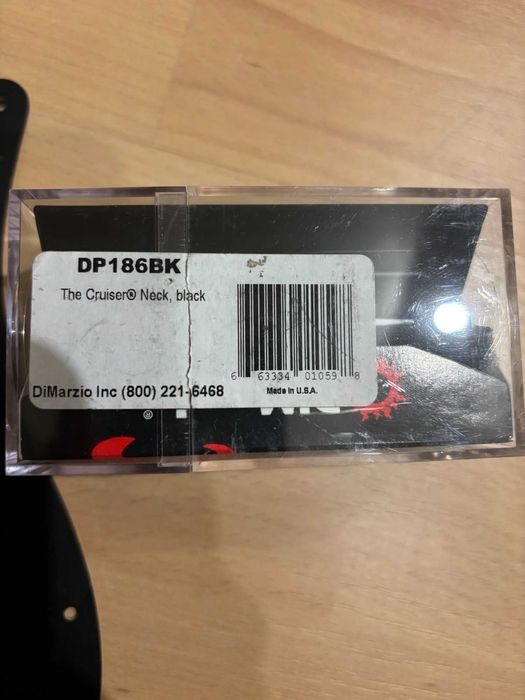 DP186BK
The Cruiser® Neck, black
6 63334 01059 8
DiMarzio Inc (800) 221-6468
Made in U.S.A.
®